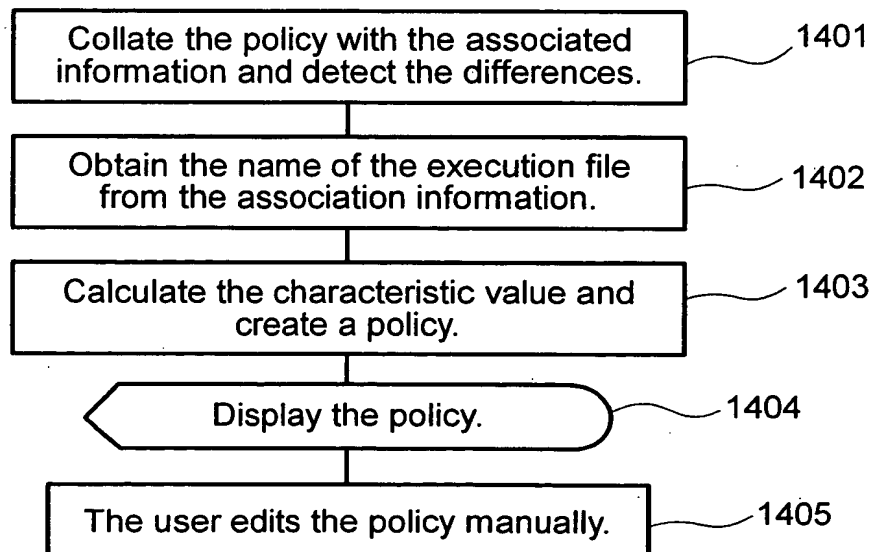 Collate the policy with the associated
information and detect the differences.
1401
Obtain the name of the execution file
from the association information.
1402
Calculate the characteristic value and
create a policy.
1403
Display the policy.
1404
The user edits the policy manually.
1405